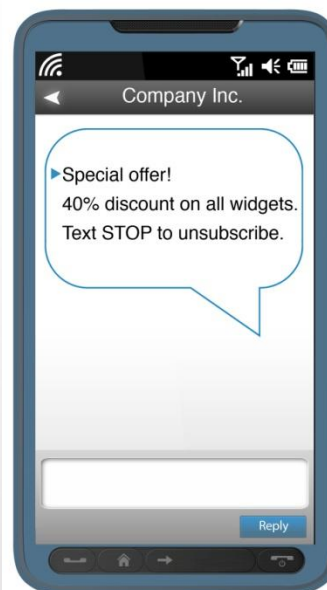 Company Inc.
Special offer!
40% discount on all widgets.
Text STOP to unsubscribe.
Reply